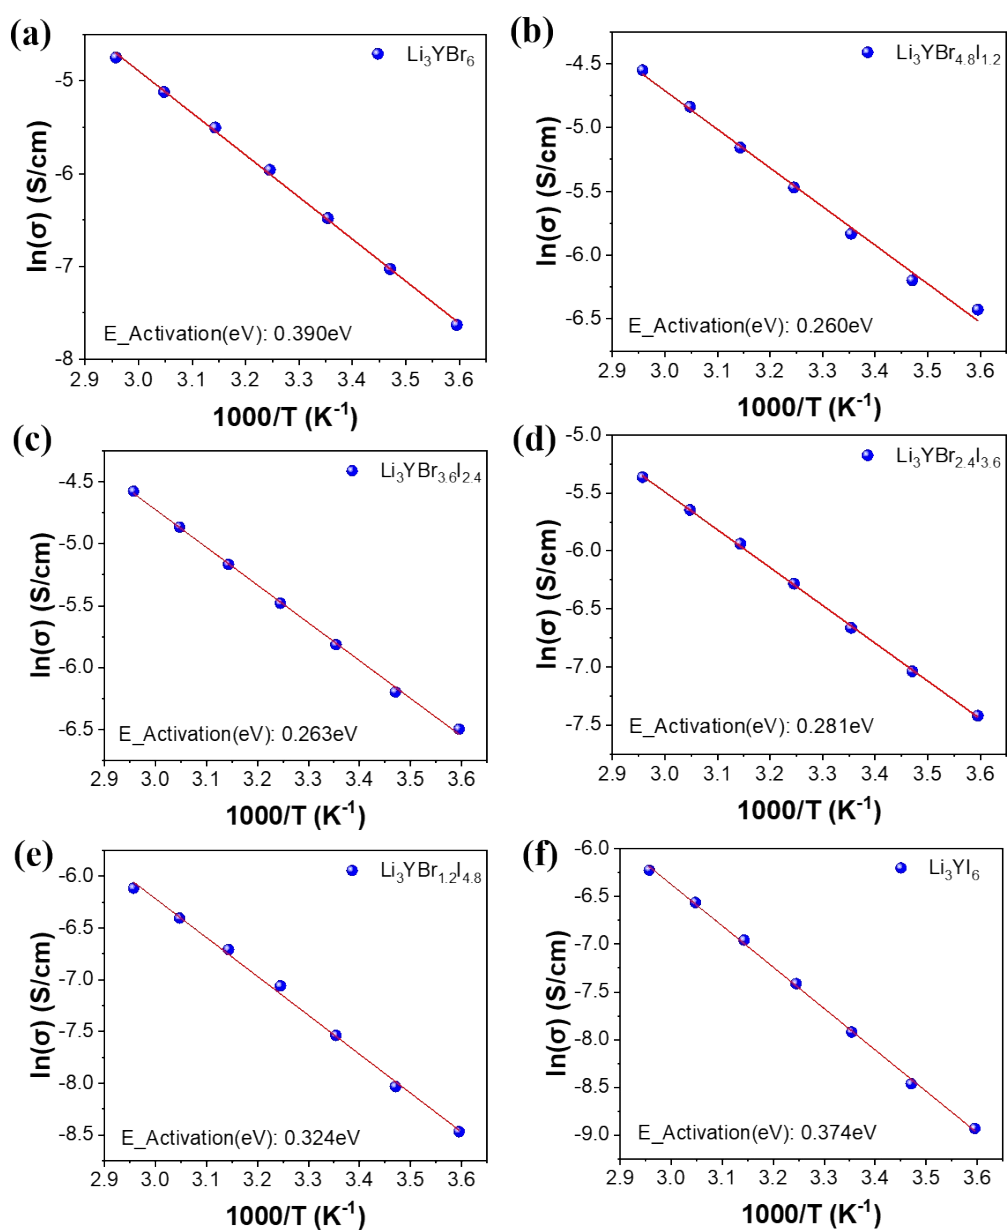 (a)
Li₃YBr₆
-5
-6
-7
-8
ln(σ) (S/cm)
E_Activation(eV): 0.390eV
2.9 3.0 3.1 3.2 3.3 3.4 3.5 3.6
1000/T (K⁻¹)
(b)
Li₃YBr₄.₈I₁.₂
-4.5
-5.0
-5.5
-6.0
-6.5
ln(σ) (S/cm)
E_Activation(eV): 0.260eV
2.9 3.0 3.1 3.2 3.3 3.4 3.5 3.6
1000/T (K⁻¹)
(c)
Li₃YBr₃.₆I₂.₄
-4.5
-5.0
-5.5
-6.0
-6.5
ln(σ) (S/cm)
E_Activation(eV): 0.263eV
2.9 3.0 3.1 3.2 3.3 3.4 3.5 3.6
1000/T (K⁻¹)
(d)
Li₃YBr₂.₄I₃.₆
-5.0
-5.5
-6.0
-6.5
-7.0
-7.5
ln(σ) (S/cm)
E_Activation(eV): 0.281eV
2.9 3.0 3.1 3.2 3.3 3.4 3.5 3.6
1000/T (K⁻¹)
(e)
Li₃YBr₁.₂I₄.₈
-6.0
-6.5
-7.0
-7.5
-8.0
-8.5
ln(σ) (S/cm)
E_Activation(eV): 0.324eV
2.9 3.0 3.1 3.2 3.3 3.4 3.5 3.6
1000/T (K⁻¹)
(f)
Li₃YI₆
-6.0
-6.5
-7.0
-7.5
-8.0
-8.5
-9.0
ln(σ) (S/cm)
E_Activation(eV): 0.374eV
2.9 3.0 3.1 3.2 3.3 3.4 3.5 3.6
1000/T (K⁻¹)